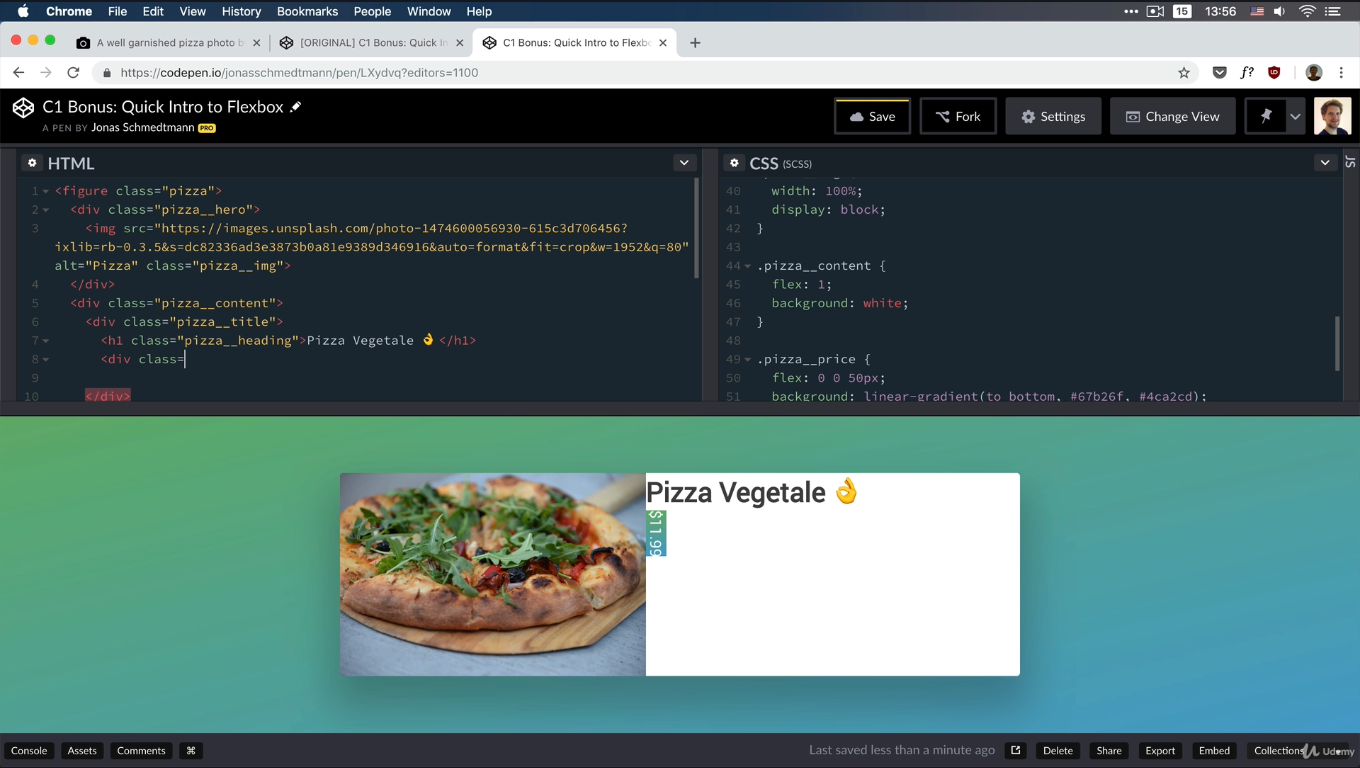 Chrome File Edit View History Bookmarks People Window Help
15 13:56
A well garnished pizza photo b
[ORIGINAL] C1 Bonus: Quick In
C1 Bonus: Quick Intro to Flexbo
https://codepen.io/jonasschmedtmann/pen/LXydvq?editors=1100
f?
C1 Bonus: Quick Intro to Flexbox
A PEN BY Jonas Schmedtmann PRO
Save Fork Settings Change View
HTML
1 <figure class="pizza">
2 <div class="pizza__hero">
3 <img src="https://images.unsplash.com/photo-1474600056930-615c3d706456?
ixlib=rb-0.3.5&s=dc82336ad3e3873b0a81e9389d346916&auto=format&fit=crop&w=1952&q=80"
alt="Pizza" class="pizza__img">
4 </div>
5 <div class="pizza__content">
6 <div class="pizza__title">
7 <h1 class="pizza__heading">Pizza Vegetale 👌 </h1>
8 <div class=
9
10 </div>
CSS (SCSS)
40 width: 100%;
41 display: block;
42 }
43
44 .pizza__content {
45 flex: 1;
46 background: white;
47 }
48
49 .pizza__price {
50 flex: 0 0 50px;
51 background: linear-gradient(to bottom, #67b26f, #4ca2cd);
JS
Pizza Vegetale 👌
$11.99
Console Assets Comments ⌘
Last saved less than a minute ago Delete Share Export Embed Collections
Udemy